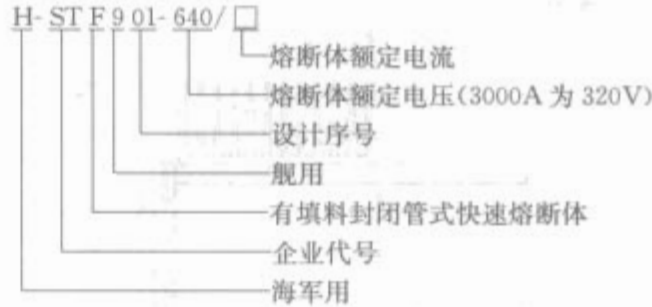 H-STF901-640/□
熔断体额定电流
熔断体额定电压(3000A为320V)
设计序号
舰用
有填料封闭管式快速熔断体
企业代号
海军用